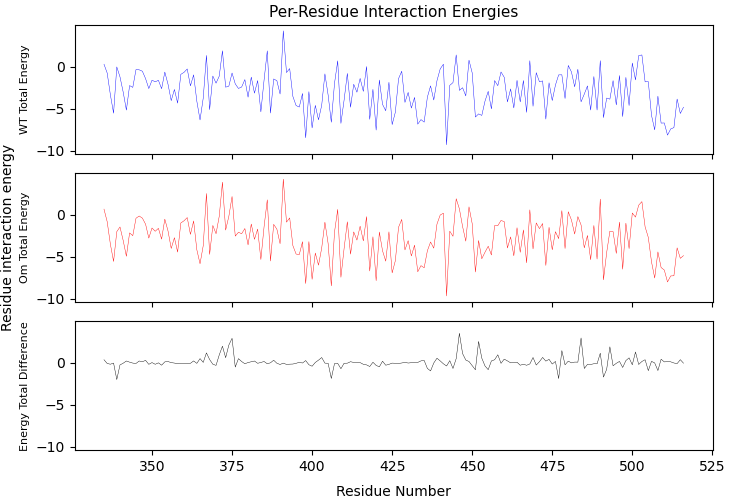 Per-Residue Interaction Energies
Residue interaction energy
WT Total Energy
0
−5
−10
Om Total Energy
0
−5
−10
Energy Total Difference
0
−5
−10
350 375 400 425 450 475 500 525
Residue Number